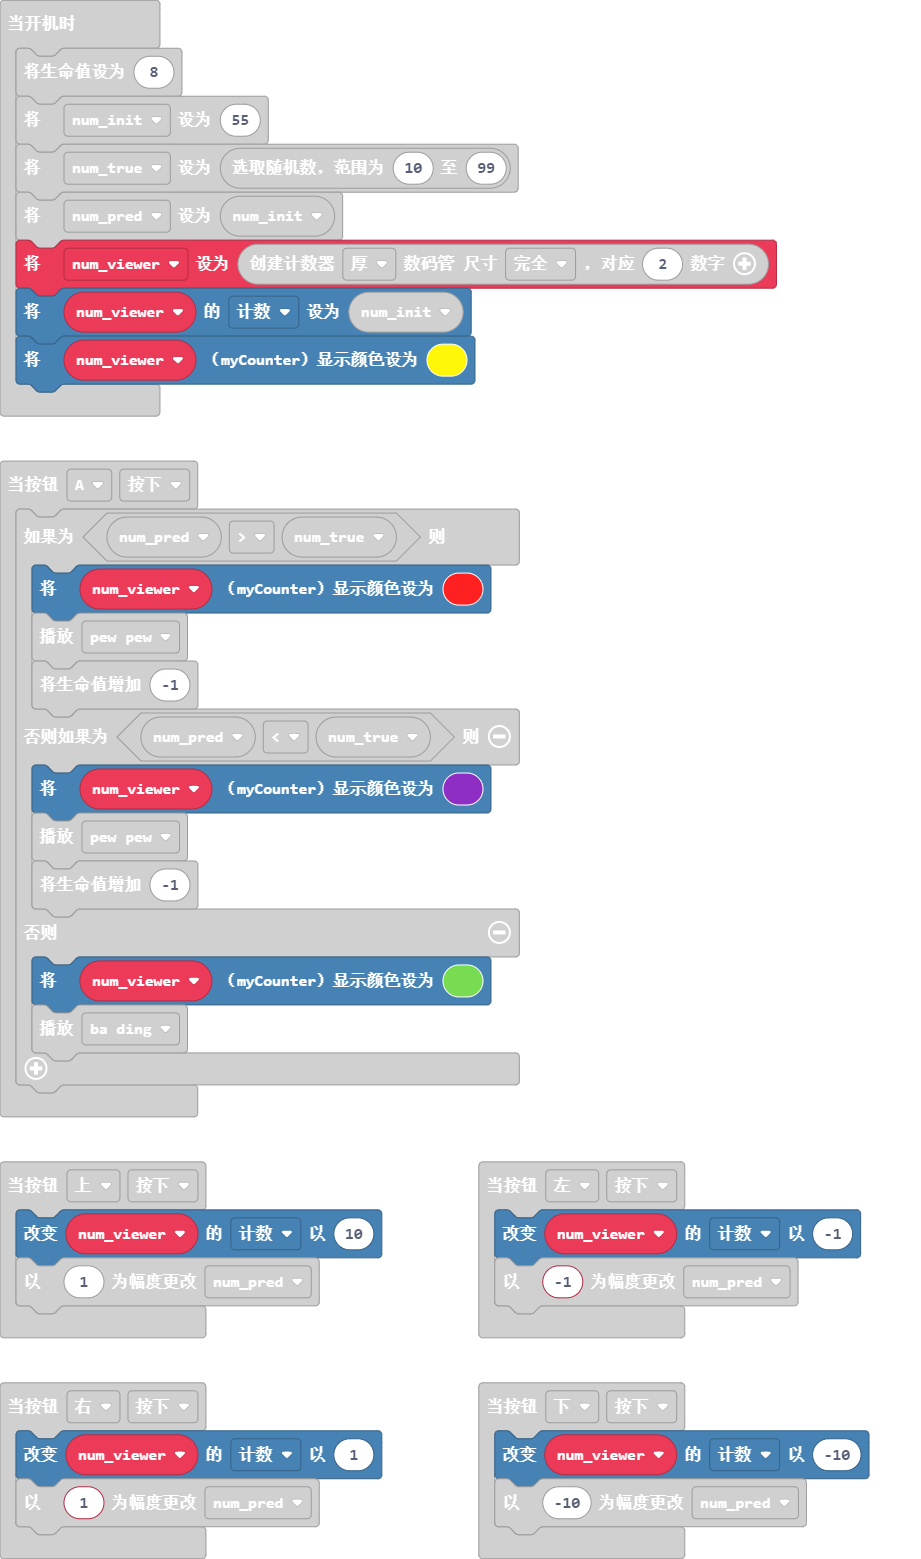 当开机时
将生命值设为 8
将 num_init 设为 55
将 num_true 设为 选取随机数，范围为 10 至 99
将 num_pred 设为 num_init
将 num_viewer 设为 创建计数器 厚 数码管 尺寸 完全 ，对应 2 数字
将 num_viewer 的 计数 设为 num_init
将 num_viewer （myCounter）显示颜色设为
当按钮 A 按下
如果为 num_pred > num_true 则
将 num_viewer （myCounter）显示颜色设为
播放 pew pew
将生命值增加 -1
否则如果为 num_pred < num_true 则
将 num_viewer （myCounter）显示颜色设为
播放 pew pew
将生命值增加 -1
否则
将 num_viewer （myCounter）显示颜色设为
播放 ba ding
当按钮 上 按下
改变 num_viewer 的 计数 以 10
以 1 为幅度更改 num_pred
当按钮 左 按下
改变 num_viewer 的 计数 以 -1
以 -1 为幅度更改 num_pred
当按钮 右 按下
改变 num_viewer 的 计数 以 1
以 1 为幅度更改 num_pred
当按钮 下 按下
改变 num_viewer 的 计数 以 -10
以 -10 为幅度更改 num_pred